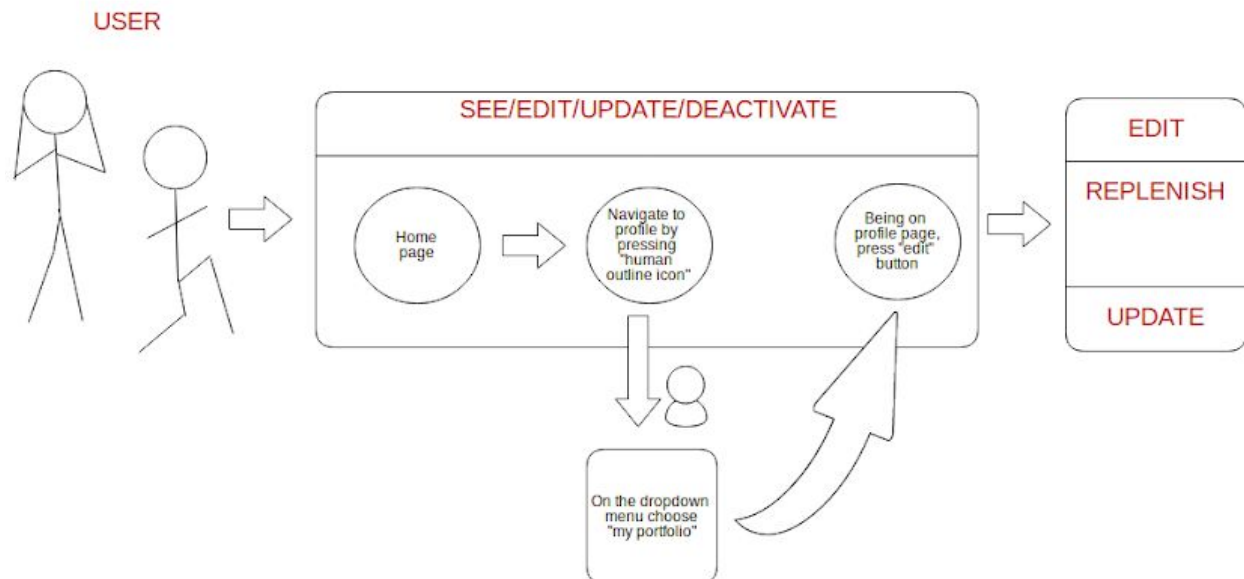 USER
SEE/EDIT/UPDATE/DEACTIVATE
Home
page
Navigate to
profile by
pressing
"human
outline icon"
Being on
profile page,
press "edit"
button
On the dropdown
menu choose
"my portfolio"
EDIT
REPLENISH
UPDATE